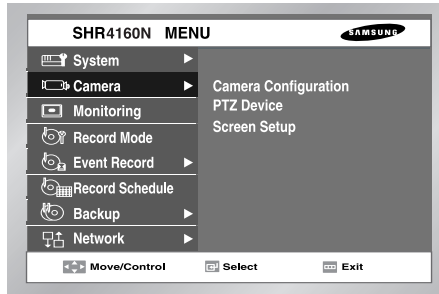 SHR4160N MENU
SAMSUNG
System
Camera
Monitoring
Record Mode
Event Record
Record Schedule
Backup
Network
Camera Configuration
PTZ Device
Screen Setup
Move/Control
Select
Exit